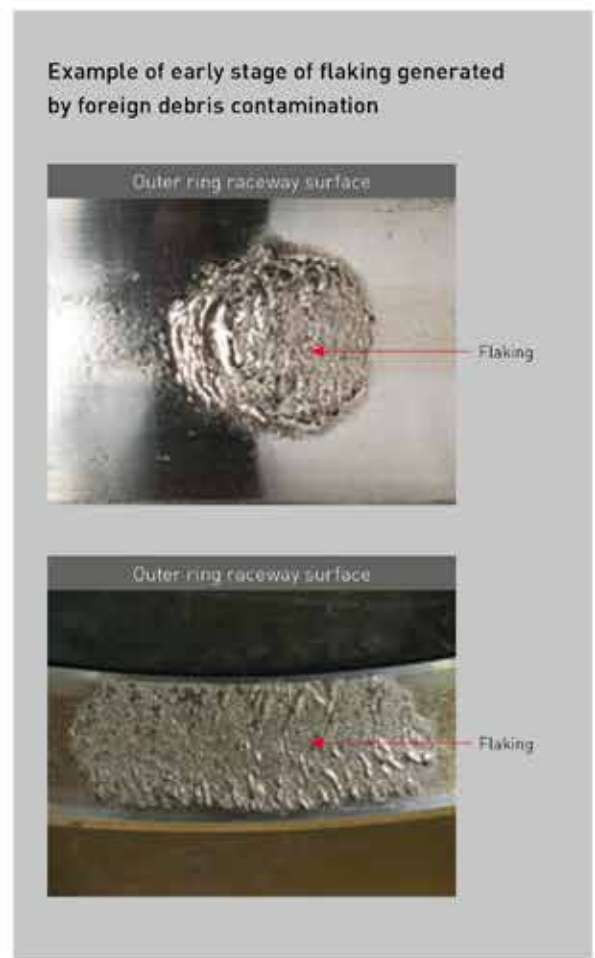 Example of early stage of flaking generated
by foreign debris contamination
Outer ring raceway surface
Flaking
Outer ring raceway surface
Flaking